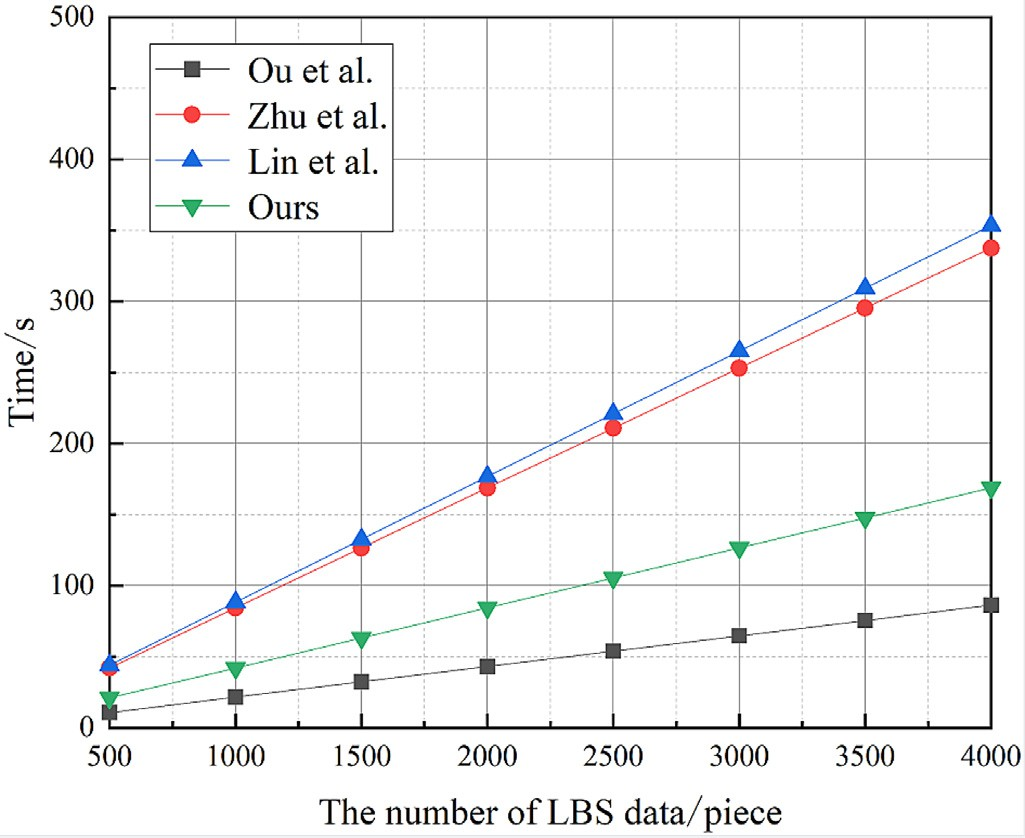 500
400
300
200
100
0
Time/s
Ou et al.
Zhu et al.
Lin et al.
Ours
500 1000 1500 2000 2500 3000 3500 4000
The number of LBS data/piece